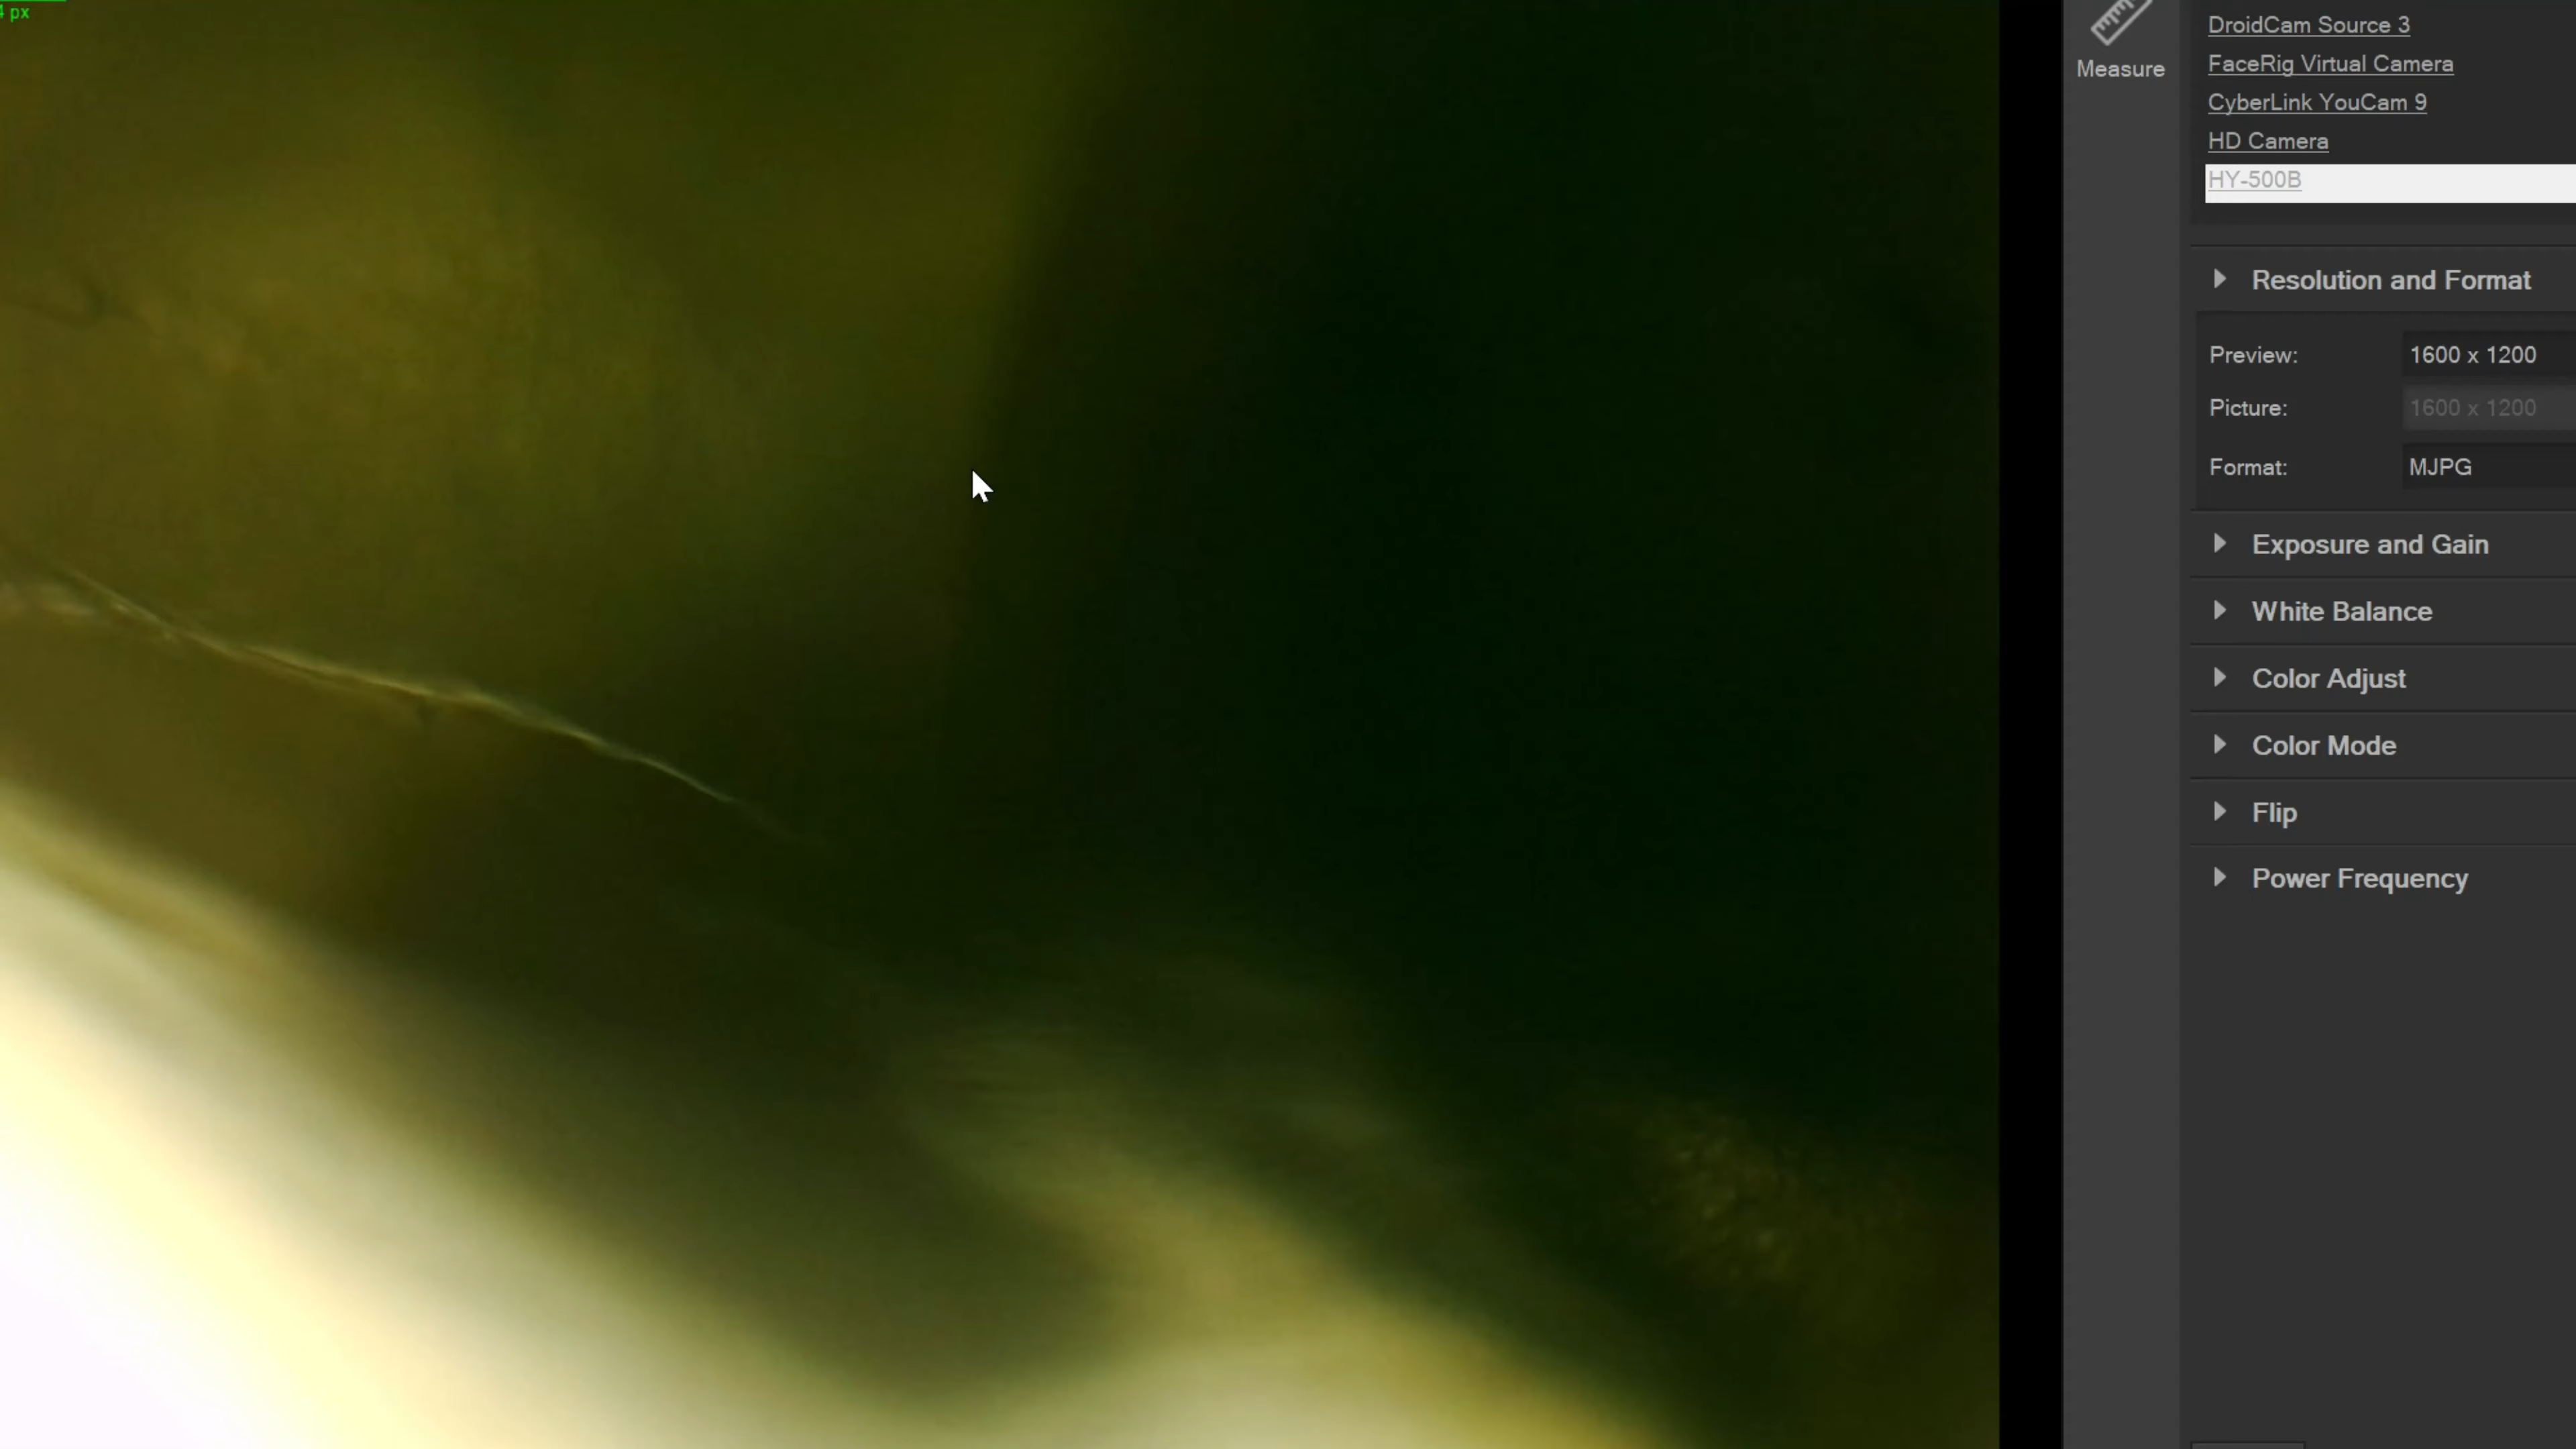 px
Measure
DroidCam Source 3
FaceRig Virtual Camera
CyberLink YouCam 9
HD Camera
HY-500B
Resolution and Format
Preview: 1600 x 1200
Picture: 1600 x 1200
Format: MJPG
Exposure and Gain
White Balance
Color Adjust
Color Mode
Flip
Power Frequency